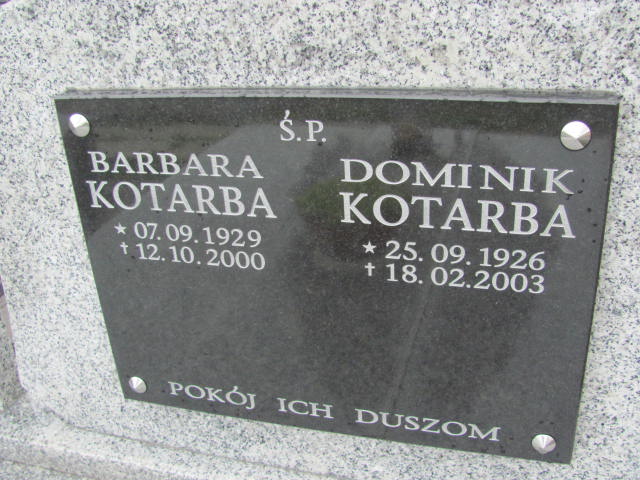 Ś.P.
BARBARA
KOTARBA
★ 07.09.1929
✝ 12.10.2000
DOMINIK
KOTARBA
★ 25.09.1926
✝ 18.02.2003
POKÓJ ICH DUSZOM